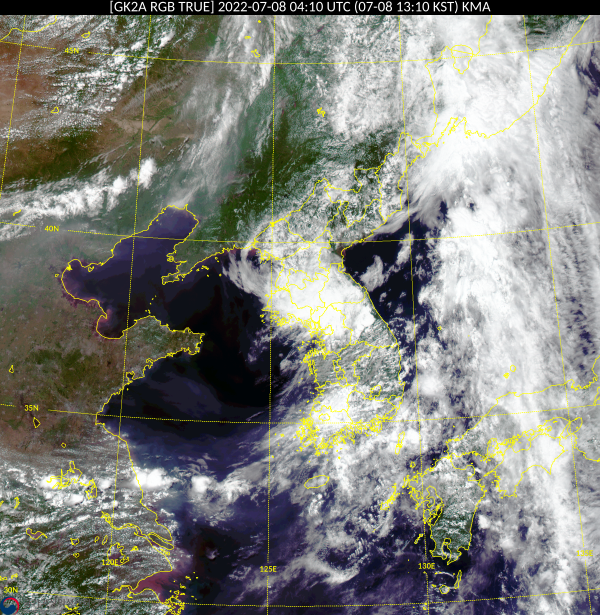 [GK2A RGB TRUE] 2022-07-08 04:10 UTC (07-08 13:10 KST) KMA
45N
40N
35N
120E
125E
130E
30N